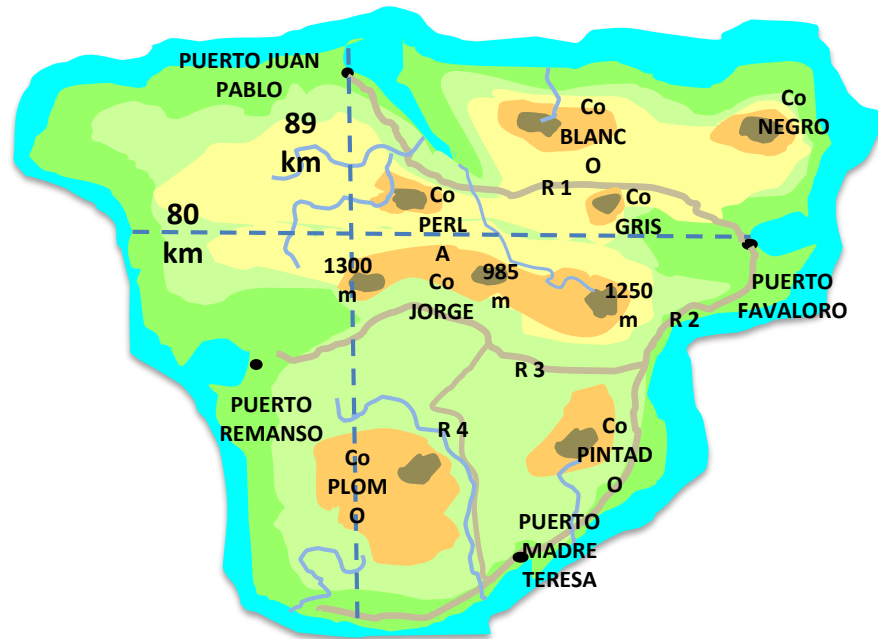 PUERTO JUAN
PABLO
89
km
Co
BLANC
O
Co
NEGRO
R 1
80
km
Co
PERL
A
Co
GRIS
1300
m
Co
JORGE
985
m
1250
m
PUERTO
FAVALORO
R 2
R 3
PUERTO
REMANSO
R 4
Co
PLOM
O
Co
PINTAD
O
PUERTO
MADRE
TERESA